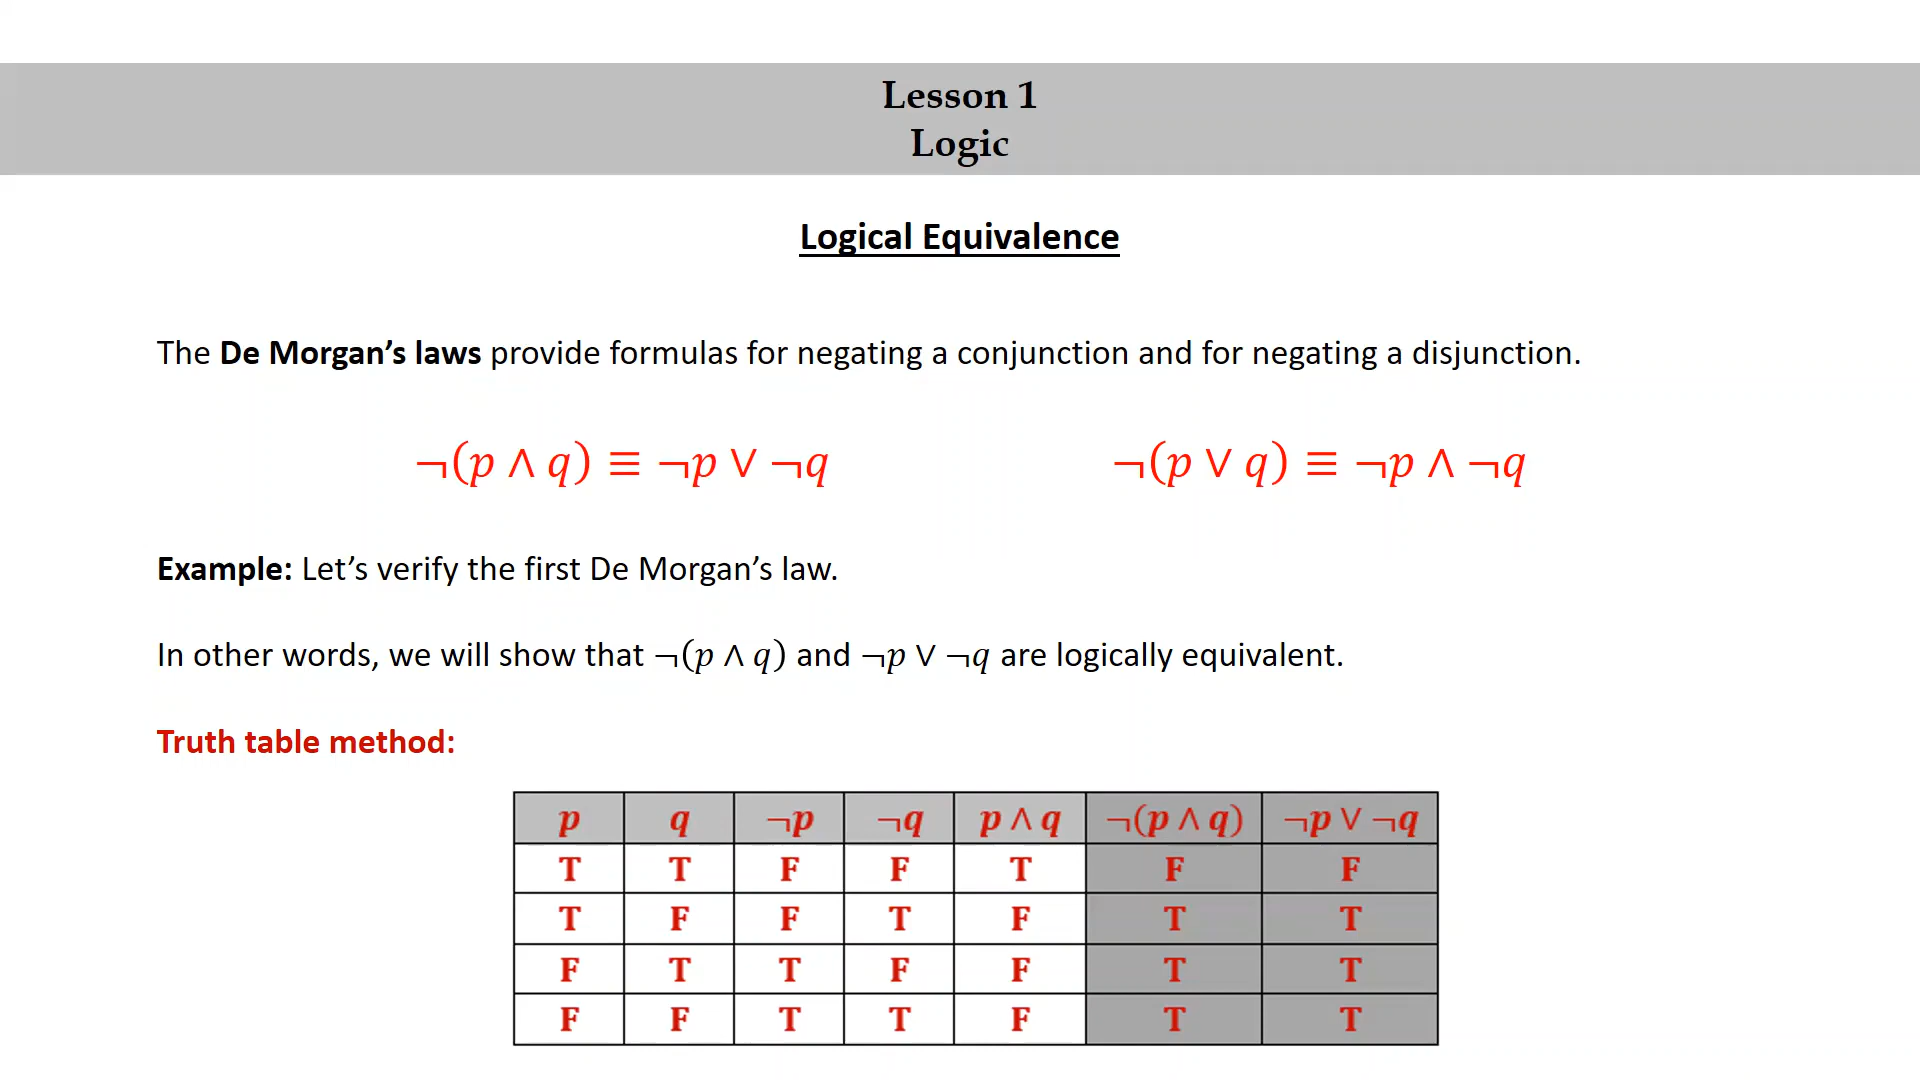 Lesson 1
Logic
Logical Equivalence
The De Morgan’s laws provide formulas for negating a conjunction and for negating a disjunction.
¬(p ∧ q) ≡ ¬p ∨ ¬q ¬(p ∨ q) ≡ ¬p ∧ ¬q
Example: Let’s verify the first De Morgan’s law.
In other words, we will show that ¬(p ∧ q) and ¬p ∨ ¬q are logically equivalent.
Truth table method:
p q ¬p ¬q p ∧ q ¬(p ∧ q) ¬p ∨ ¬q
T T F F T F F
T F F T F T T
F T T F F T T
F F T T F T T